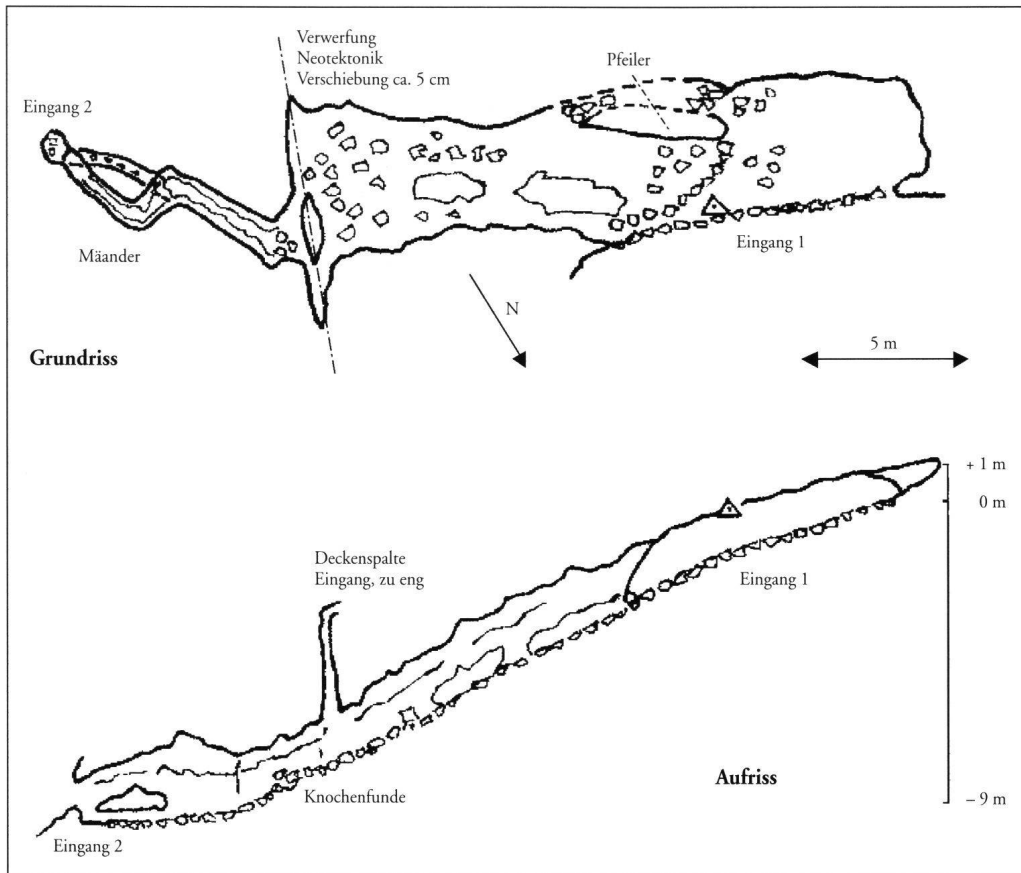 Verwerfung
Neotektonik
Verschiebung ca. 5 cm
Pfeiler
Eingang 2
Mäander
Eingang 1
N
Grundriss
5 m
+ 1 m
0 m
Deckenspalte
Eingang, zu eng
Eingang 1
Aufriss
Knochenfunde
– 9 m
Eingang 2